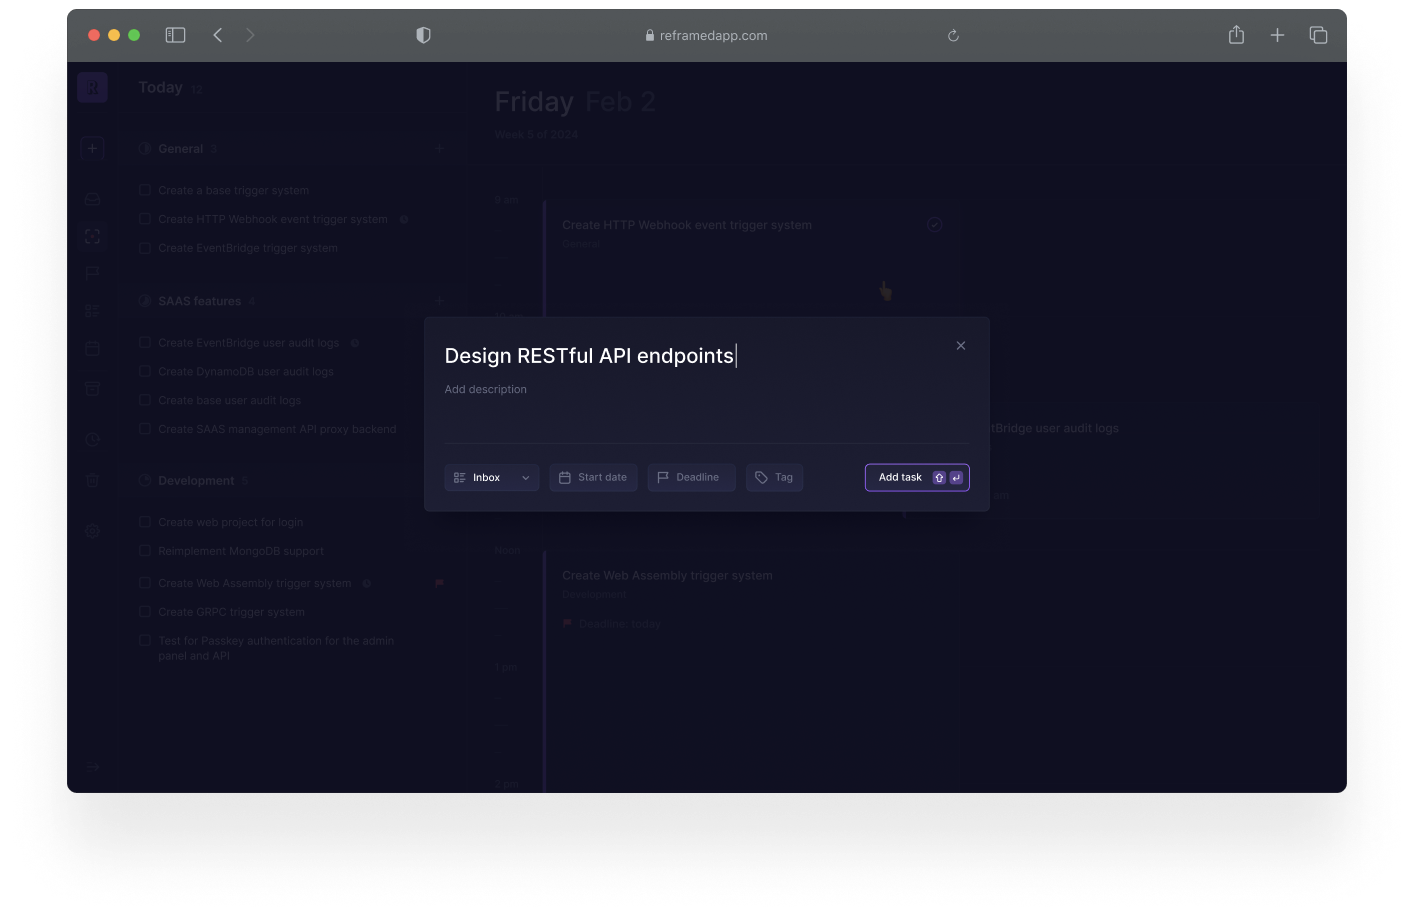 reframedapp.com
R
Today 12
General 3
Create a base trigger system
Create HTTP Webhook event trigger system
Create EventBridge trigger system
SAAS features 4
Create EventBridge user audit logs
Create DynamoDB user audit logs
Create base user audit logs
Create SAAS management API proxy backend
Development 5
Create web project for login
Reimplement MongoDB support
Create Web Assembly trigger system
Create GRPC trigger system
Test for Passkey authentication for the admin
panel and API
Friday Feb 2
Week 5 of 2024
9 am
Create HTTP Webhook event trigger system
General
Design RESTful API endpoints
Add description
Inbox
Start date
Deadline
Tag
Add task
tBridge user audit logs
Noon
Create Web Assembly trigger system
Development
Deadline: today
1 pm
2 pm